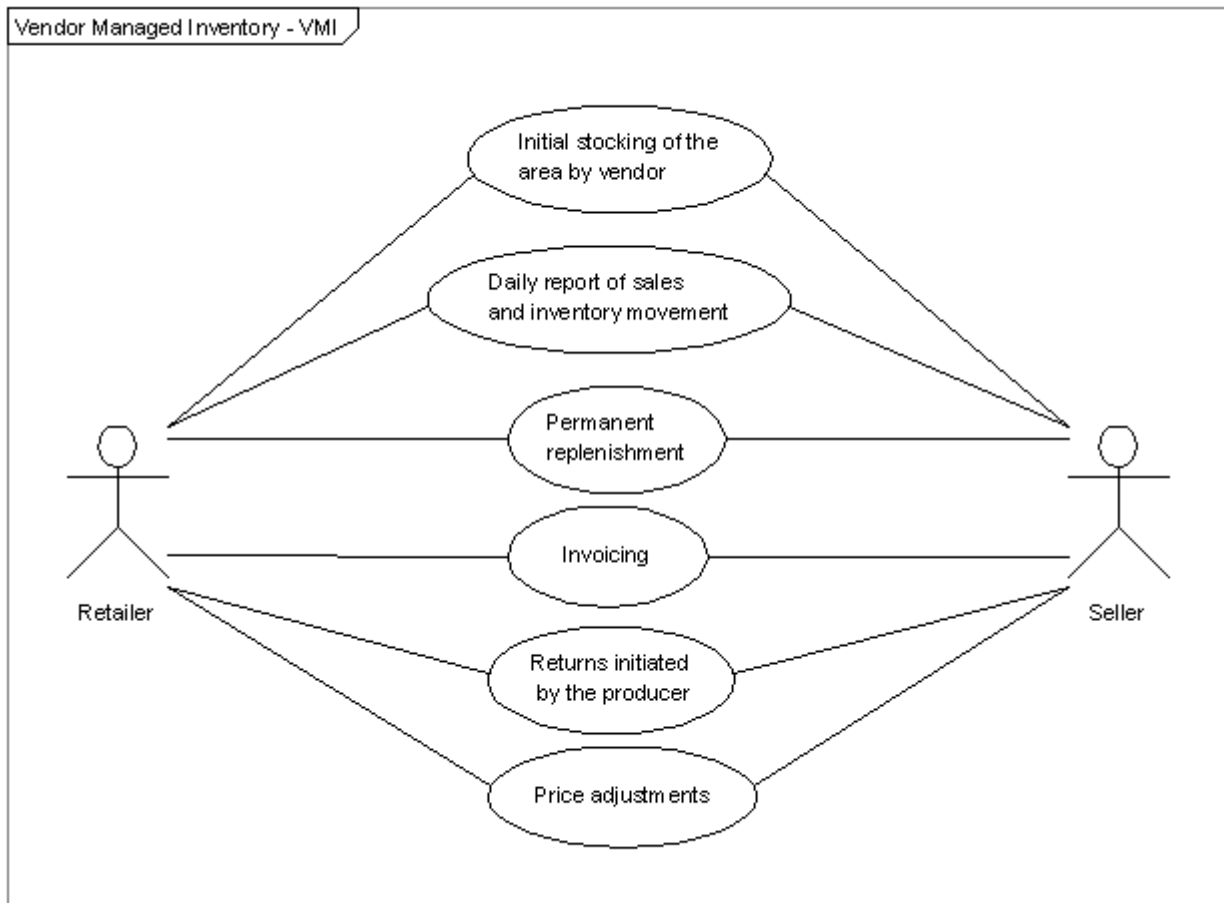 Vendor Managed Inventory - VMI
Initial stocking of the
area by vendor
Daily report of sales
and inventory movement
Permanent
replenishment
Invoicing
Retailer
Seller
Returns initiated
by the producer
Price adjustments